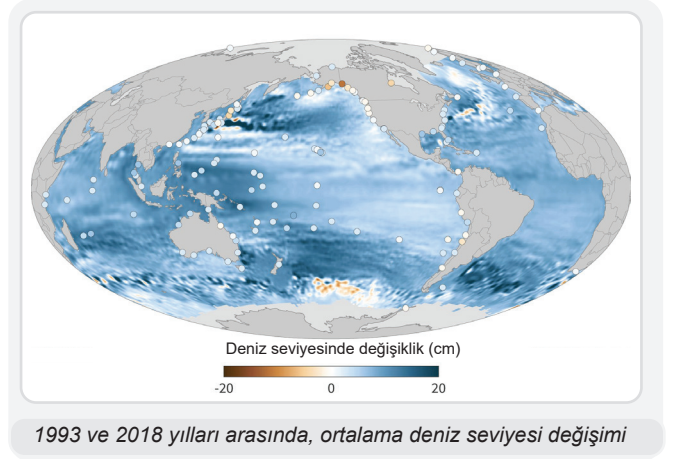 Deniz seviyesinde değişiklik (cm)
-20 0 20
1993 ve 2018 yılları arasında, ortalama deniz seviyesi değişimi